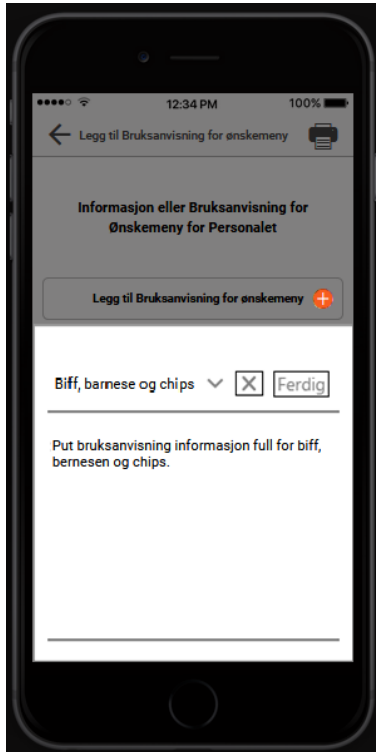 12:34 PM
100%
Legg til Bruksanvisning for ønskemeny
Informasjon eller Bruksanvisning for
Ønskemeny for Personalet
Legg til Bruksanvisning for ønskemeny
Biff, barnese og chips
Ferdig
Put bruksanvisning informasjon full for biff,
bernesen og chips.